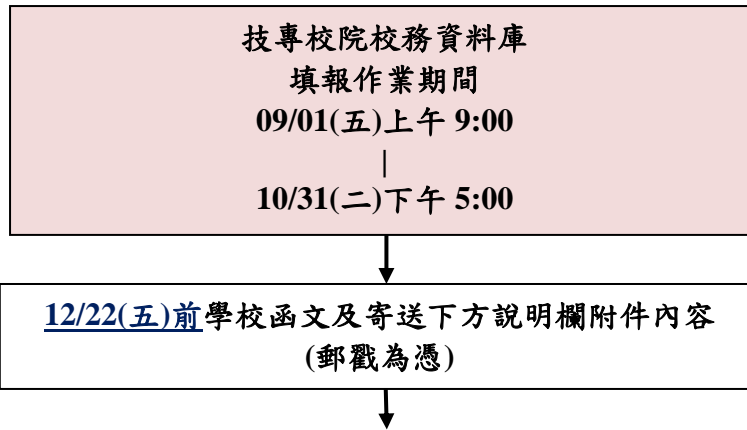 技專校院校務資料庫
填報作業期間
09/01(五)上午 9:00
|
10/31(二)下午 5:00
12/22(五)前學校函文及寄送下方說明欄附件內容
(郵戳為憑)